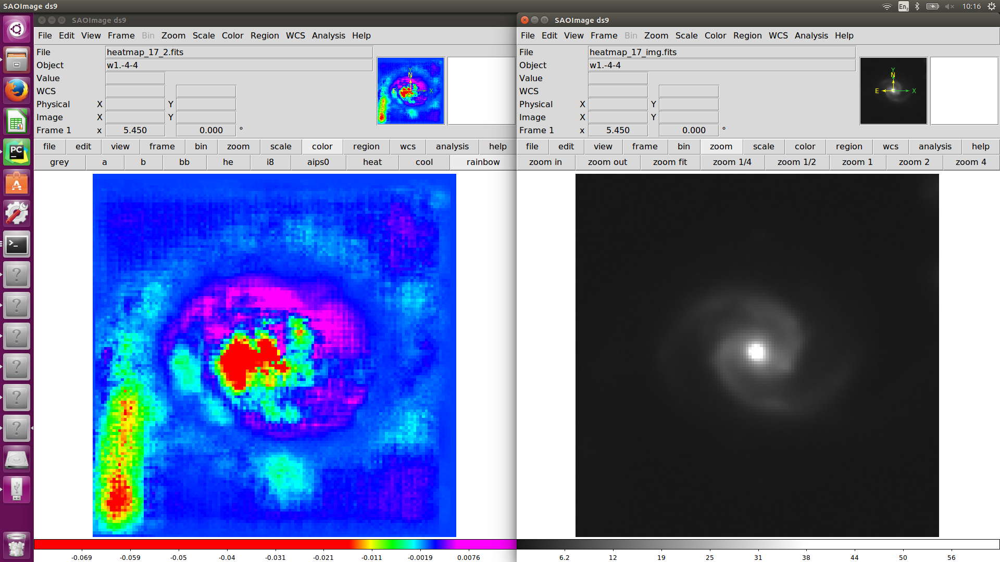 SAOImage ds9
En2 10:16
SAOImage ds9
File Edit View Frame Bin Zoom Scale Color Region WCS Analysis Help
File heatmap_17_2.fits
Object w1.-4-4
Value
WCS
Physical X Y
Image X Y
Frame 1 x 5.450 0.000 °
Y
N
E X
file edit view frame bin zoom scale color region wcs analysis help
grey a b bb he i8 aips0 heat cool rainbow
-0.069 -0.059 -0.05 -0.04 -0.031 -0.021 -0.011 -0.0019 0.0076
SAOImage ds9
File Edit View Frame Bin Zoom Scale Color Region WCS Analysis Help
File heatmap_17_img.fits
Object w1.-4-4
Value
WCS
Physical X Y
Image X Y
Frame 1 x 5.450 0.000 °
Y
N
E X
file edit view frame bin zoom scale color region wcs analysis help
zoom in zoom out zoom fit zoom 1/4 zoom 1/2 zoom 1 zoom 2 zoom 4
6.2 12 19 25 31 38 44 50 56
PC
A
>_
?
?
?
?
?
?